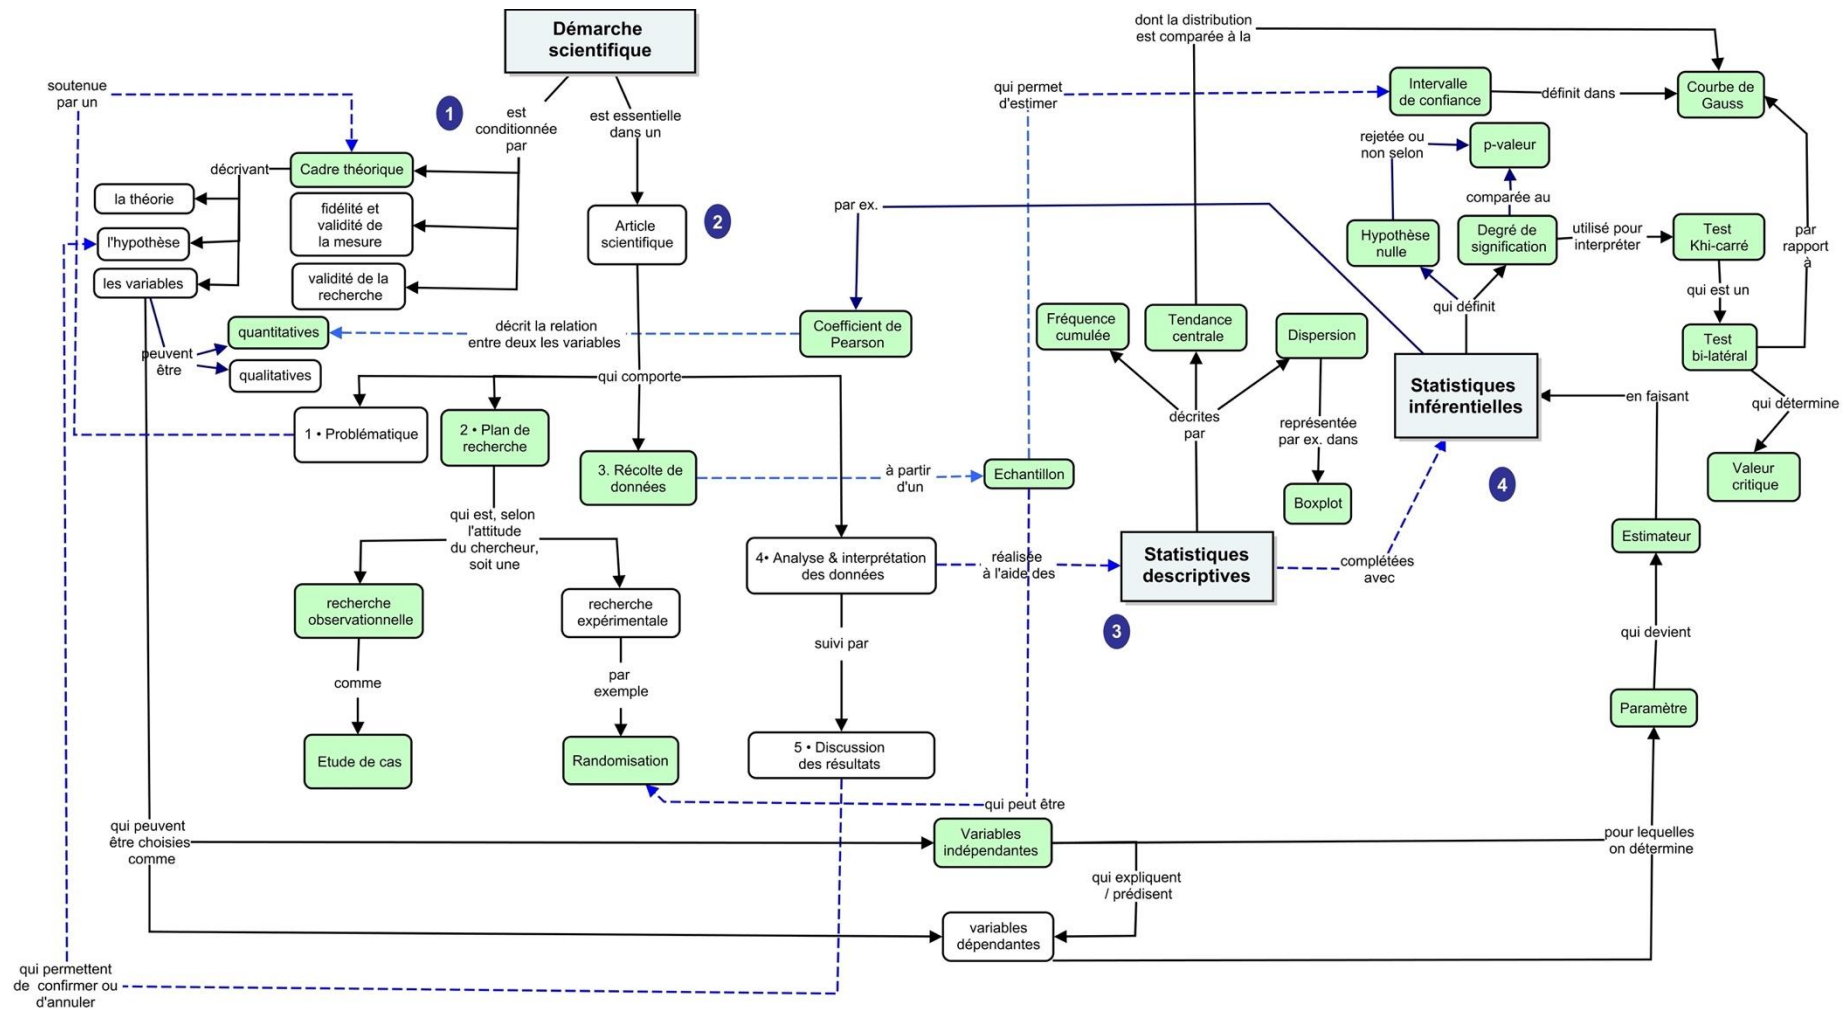 Démarche
scientifique
1
est
conditionnée
par
est essentielle
dans un
soutenue
par un
Cadre théorique
décrivant
la théorie
l'hypothèse
les variables
fidélité et
validité de
la mesure
validité de la
recherche
peuvent
être
quantitatives
qualitatives
2
Article
scientifique
qui comporte
1 • Problématique
2 • Plan de
recherche
3. Récolte de
données
à partir
d'un
Echantillon
qui est, selon
l'attitude
du chercheur,
soit une
recherche
observationnelle
comme
Etude de cas
recherche
expérimentale
par
exemple
Randomisation
4• Analyse & interprétation
des données
suivi par
5 • Discussion
des résultats
réalisée
à l'aide des
3
Statistiques
descriptives
décrites
par
Fréquence
cumulée
Tendance
centrale
Dispersion
représentée
par ex. dans
Boxplot
dont la distribution
est comparée à la
complétées
avec
4
Statistiques
inférentielles
par ex.
Coefficient de
Pearson
décrit la relation
entre deux les variables
qui permet
d'estimer
Intervalle
de confiance
définit dans
Courbe de
Gauss
qui définit
Hypothèse
nulle
rejetée ou
non selon
p-valeur
Degré de
signification
comparée au
utilisé pour
interpréter
Test
Khi-carré
qui est un
Test
bi-latéral
par
rapport
à
qui détermine
Valeur
critique
en faisant
Estimateur
qui devient
Paramètre
pour lequelles
on détermine
qui peut être
qui peuvent
être choisies
comme
Variables
indépendantes
qui expliquent
/ prédisent
variables
dépendantes
qui permettent
de confirmer ou
d'annuler